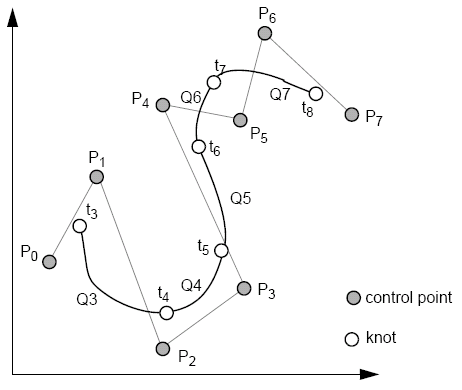 P6
t7
P4
Q6
Q7
t8
P5
P7
t6
P1
Q5
t3
P0
t5
Q3
t4
Q4
P3
control point
P2
knot